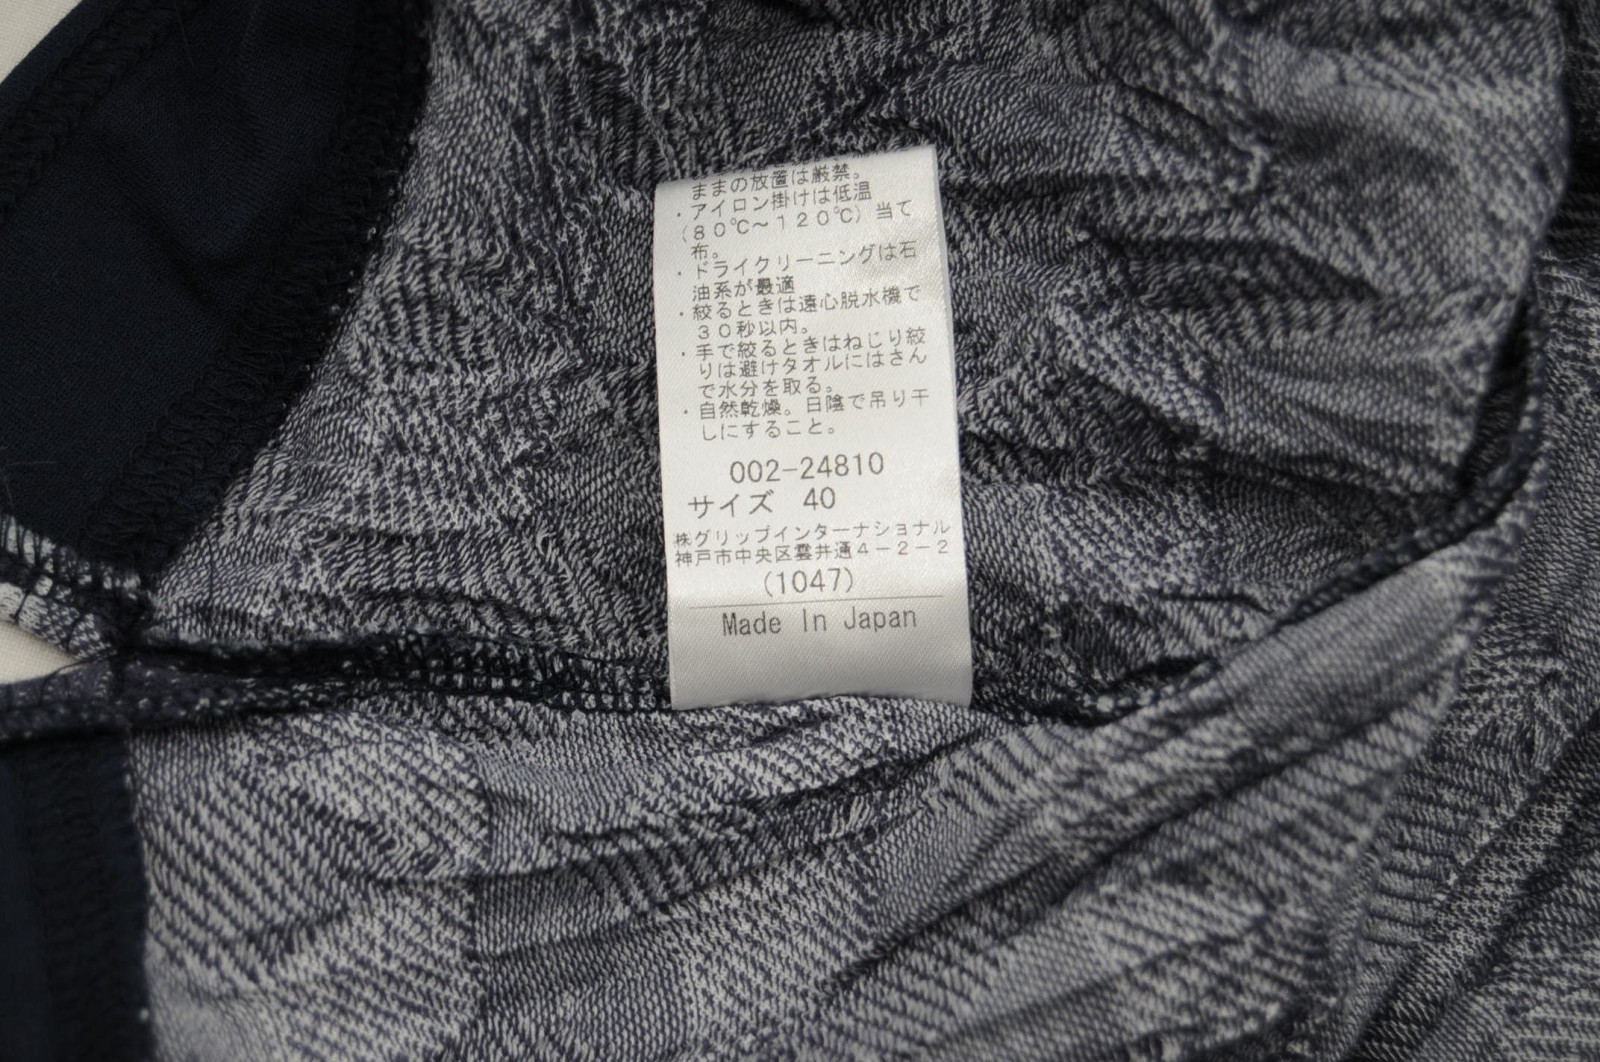 ままの放置は厳禁。
・アイロン掛けは低温
(80℃～120℃)当て
布。
・ドライクリーニングは石
油系が最適
・絞るときは遠心脱水機で
30秒以内。
・手で絞るときはねじり絞
りは避けタオルにはさん
で水分を取る。
・自然乾燥。日陰で吊り干
しにすること。
002-24810
サイズ 40
㈱グリップインターナショナル
神戸市中央区雲井通4-2-2
(1047)
Made In Japan